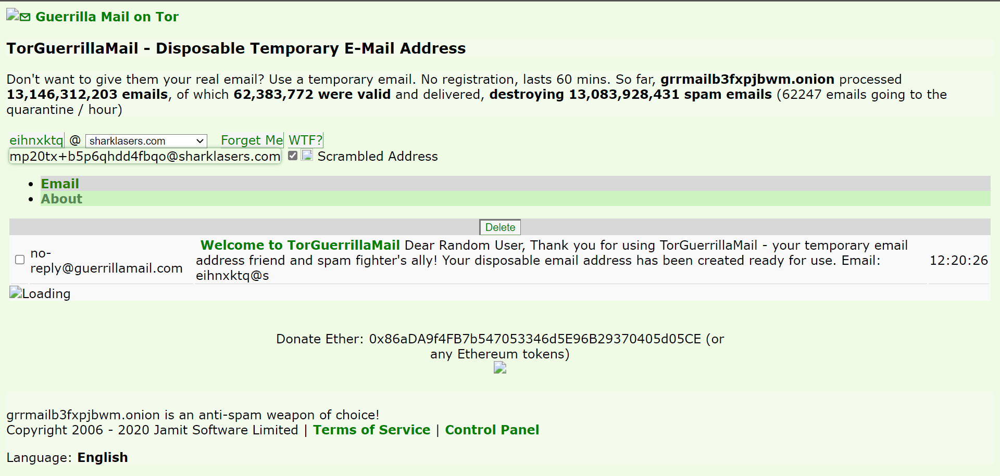 Guerrilla Mail on Tor
TorGuerrillaMail - Disposable Temporary E-Mail Address
Don't want to give them your real email? Use a temporary email. No registration, lasts 60 mins. So far, grrmailb3fxpjbwm.onion processed
13,146,312,203 emails, of which 62,383,772 were valid and delivered, destroying 13,083,928,431 spam emails (62247 emails going to the
quarantine / hour)
eihnxktq @ sharklasers.com Forget Me WTF?
mp20tx+b5p6qhdd4fbqo@sharklasers.com Scrambled Address
Email
About
Delete
no-
reply@guerrillamail.com
Welcome to TorGuerrillaMail Dear Random User, Thank you for using TorGuerrillaMail - your temporary email
address friend and spam fighter's ally! Your disposable email address has been created ready for use. Email:
eihnxktq@s
12:20:26
Loading
Donate Ether: 0x86aDA9f4FB7b547053346d5E96B29370405d05CE (or
any Ethereum tokens)
grrmailb3fxpjbwm.onion is an anti-spam weapon of choice!
Copyright 2006 - 2020 Jamit Software Limited | Terms of Service | Control Panel
Language: English